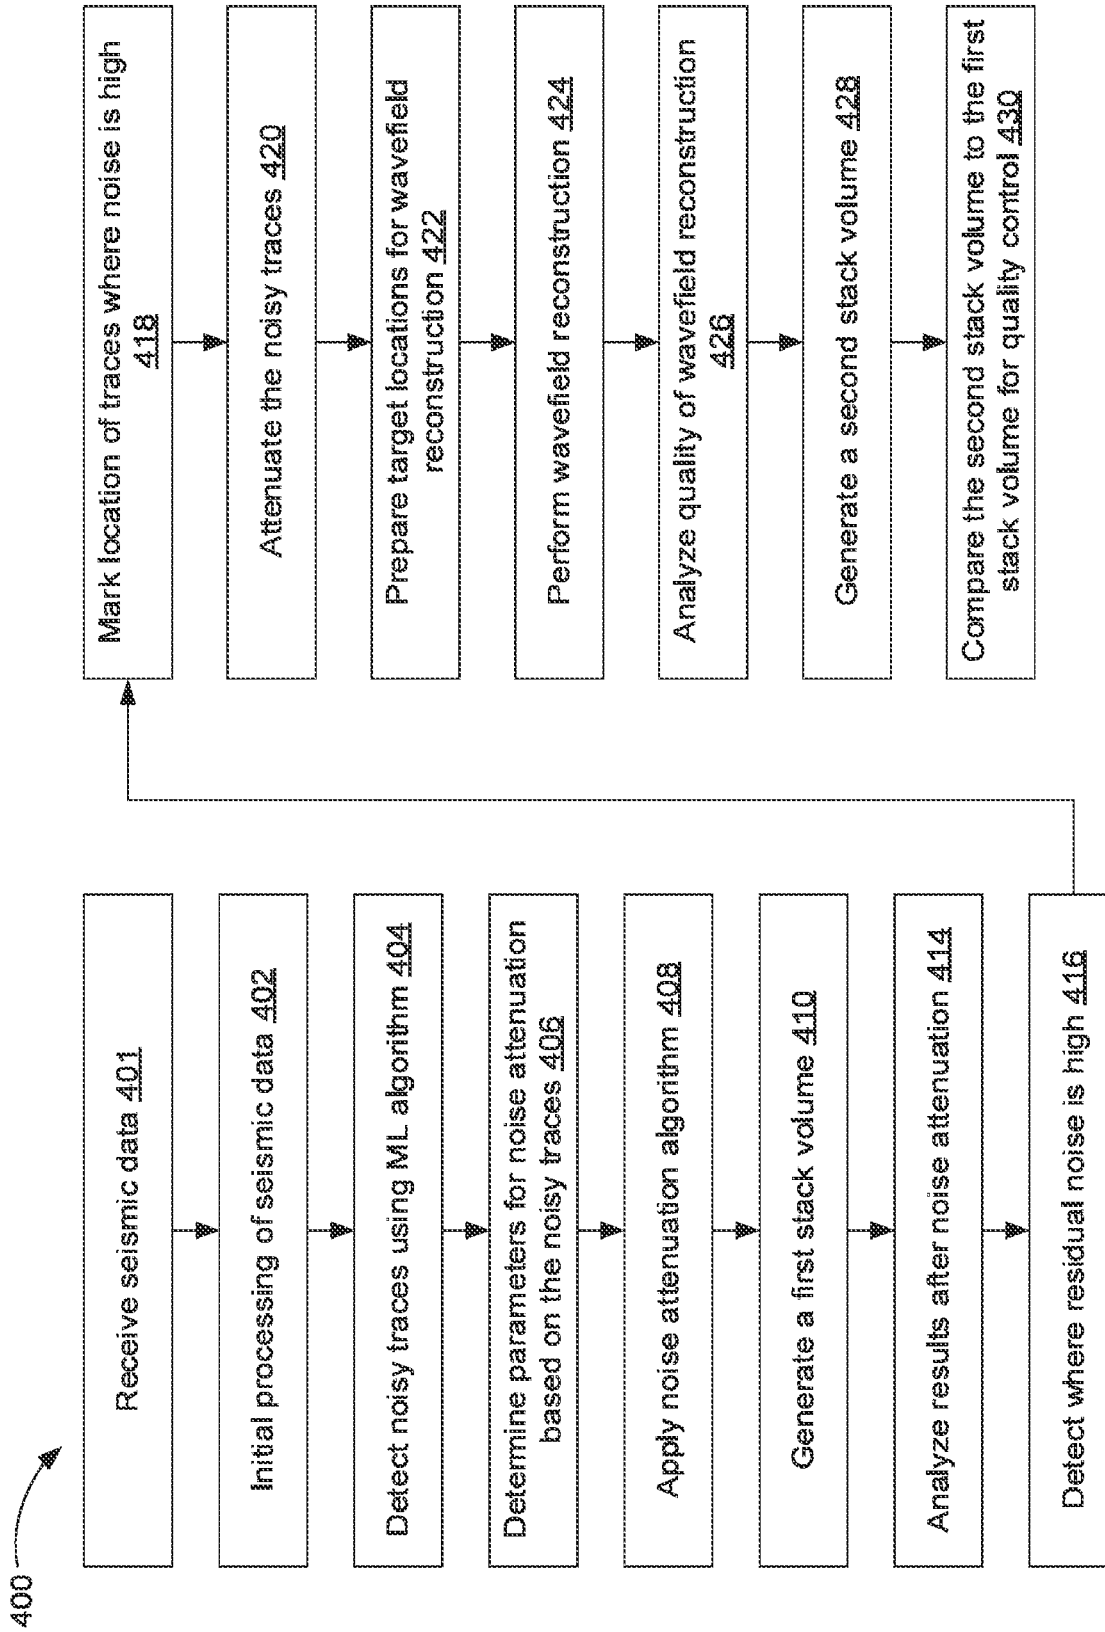 400
Receive seismic data 401
Initial processing of seismic data 402
Detect noisy traces using ML algorithm 404
Determine parameters for noise attenuation
based on the noisy traces 406
Apply noise attenuation algorithm 408
Generate a first stack volume 410
Analyze results after noise attenuation 414
Detect where residual noise is high 416
Mark location of traces where noise is high
418
Attenuate the noisy traces 420
Prepare target locations for wavefield
reconstruction 422
Perform wavefield reconstruction 424
Analyze quality of wavefield reconstruction
426
Generate a second stack volume 428
Compare the second stack volume to the first
stack volume for quality control 430